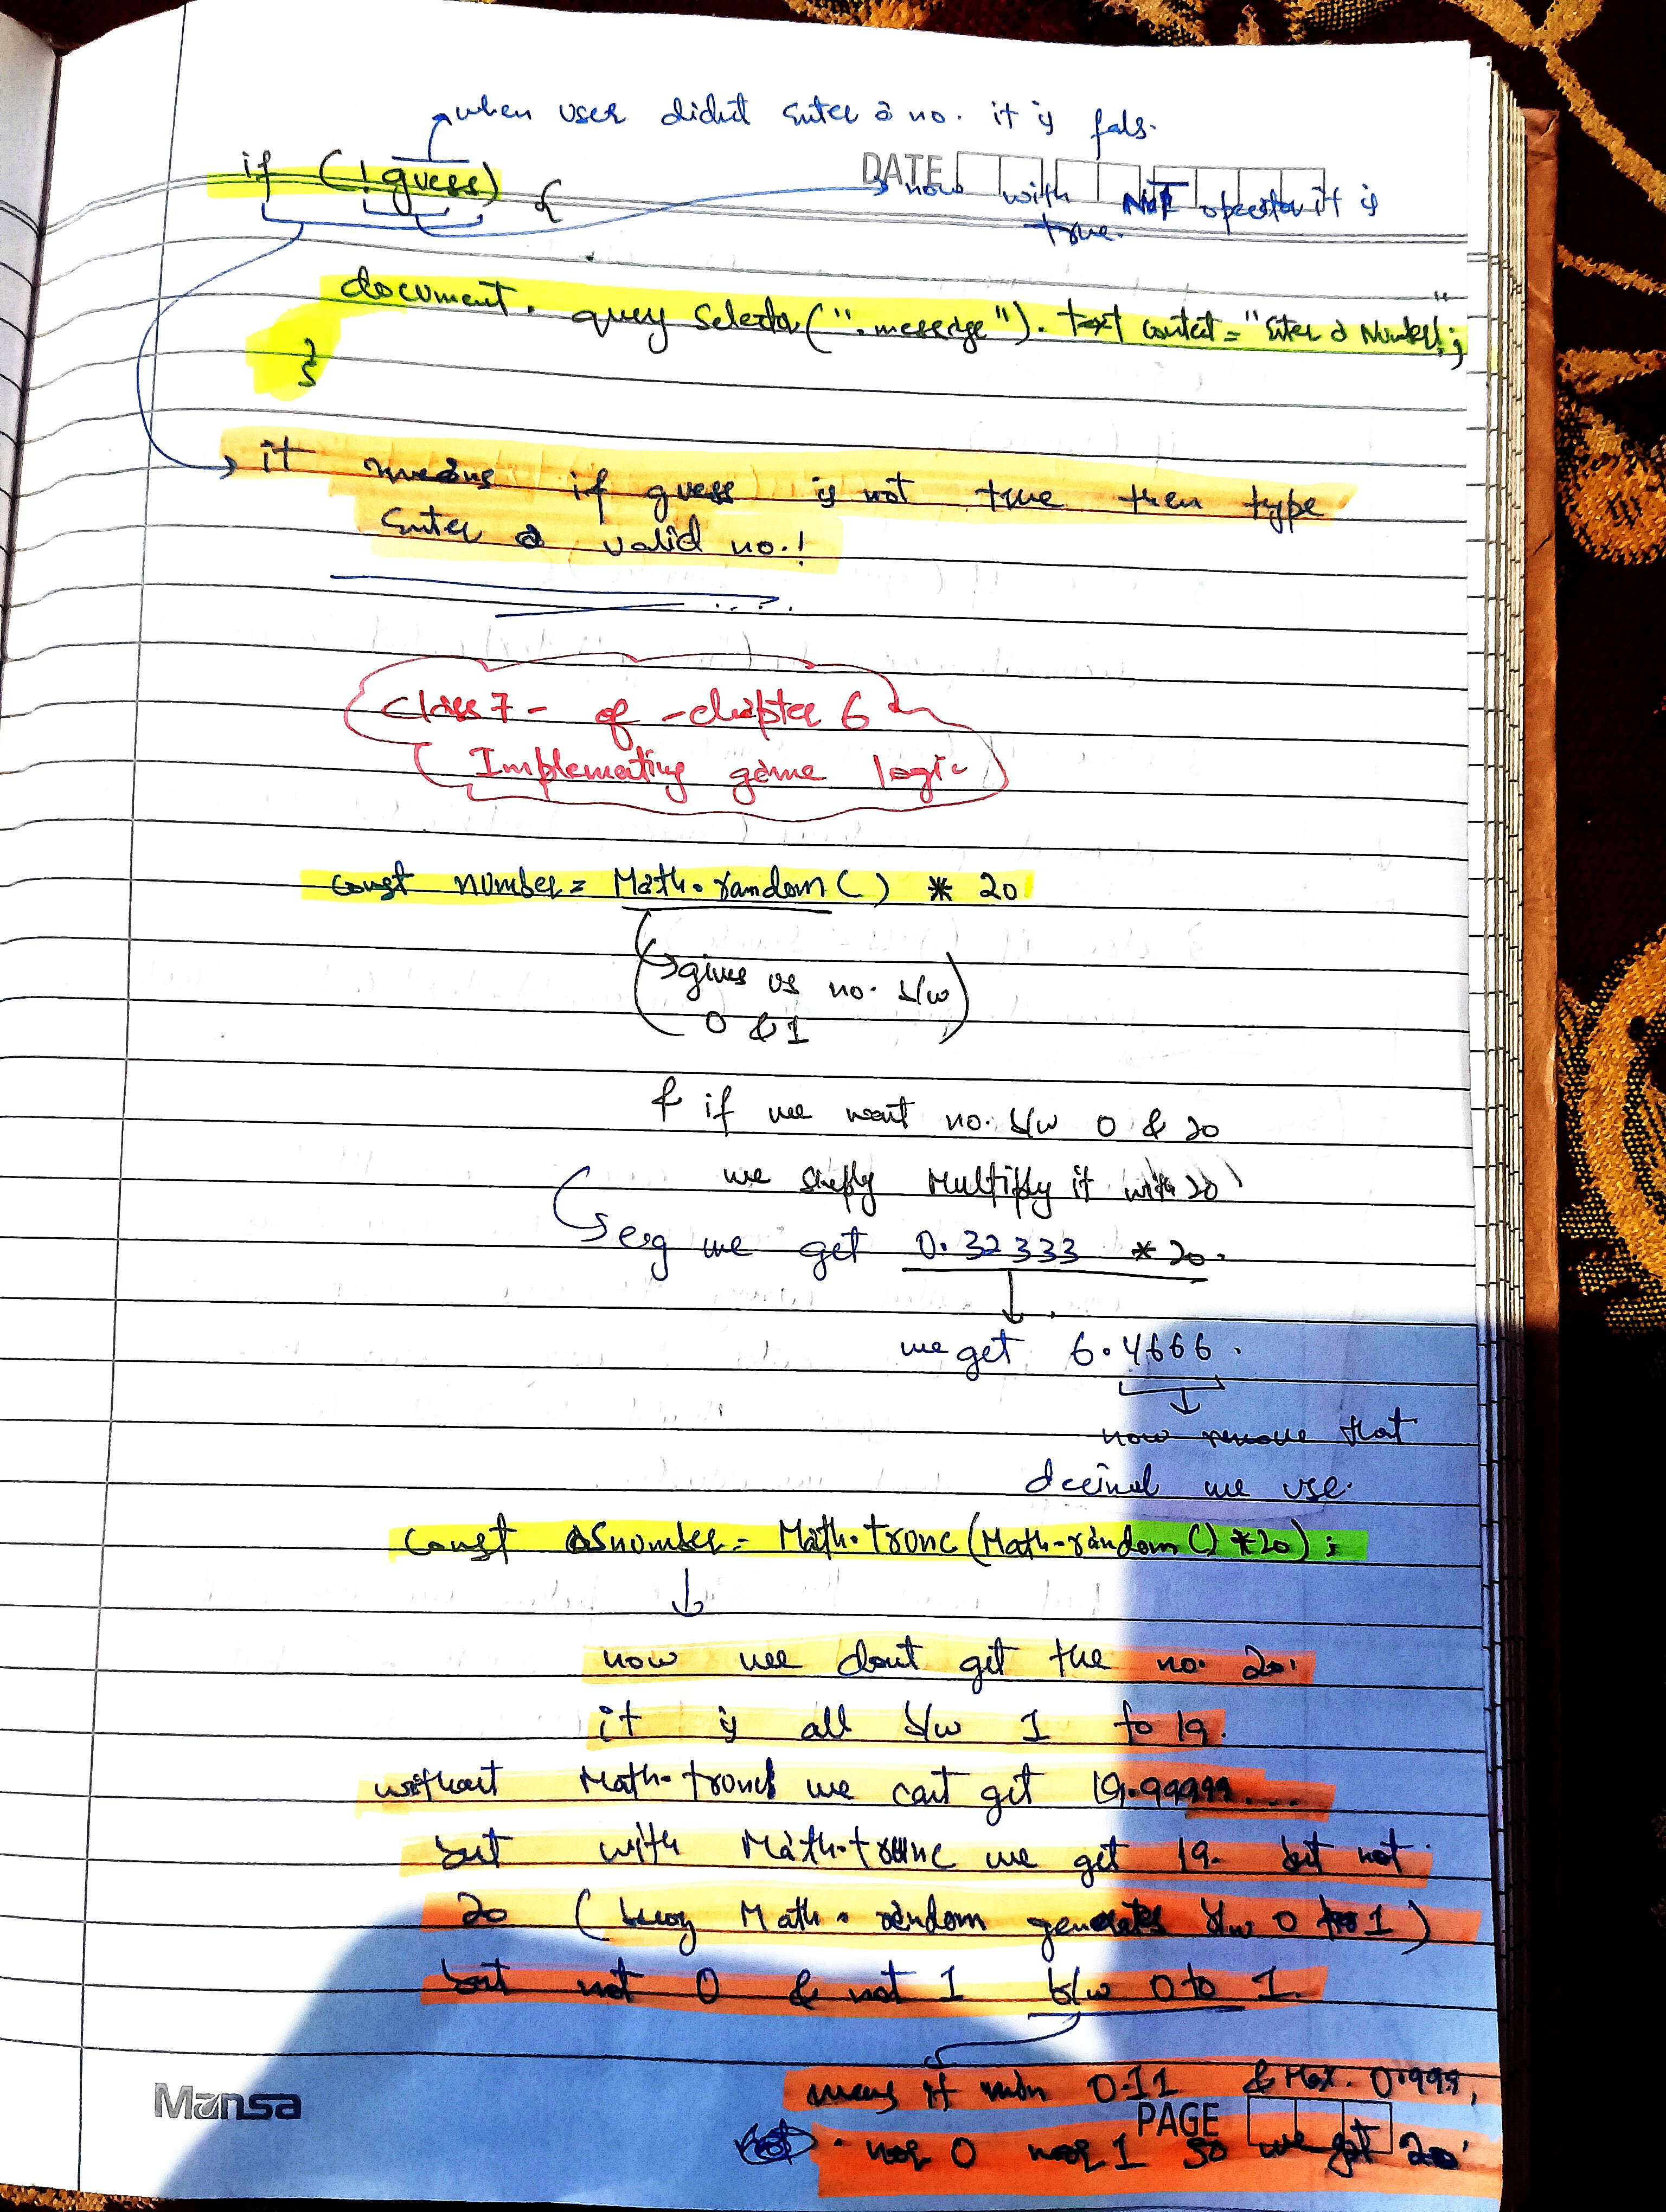 when user didnt enter a no. it is fals.
if (!guess) {
DATE
now with NOT operator it is
true.
document. query Selector(".message"). text content = "Enter a Number!";
}
it means if guess is not true then type
Enter a valid no.!
Class 7 - of - chapter 6
Implementing game logic
const number = Math.random() * 20
gives us no. b/w
0 & 1
& if we want no. b/w 0 & 20
we simply Multiply it with 20
eg we get 0.32333 * 20.
we get 6.4666.
now remove that
decimal we use.
const Snumber = Math.trunc(Math.random() * 20);
now we dont get the no. 20.
it is all b/w 1 to 19.
without Math.trunc we cant get 19.99999...
but with Math.trunc we get 19. but not
20 ( Math.random generates b/w 0 to 1)
but not 0 & not 1 b/w 0 to 1.
means it min 0.11 & Max. 0.999,
Mansa
PAGE
not 0 not 1 so we get 20